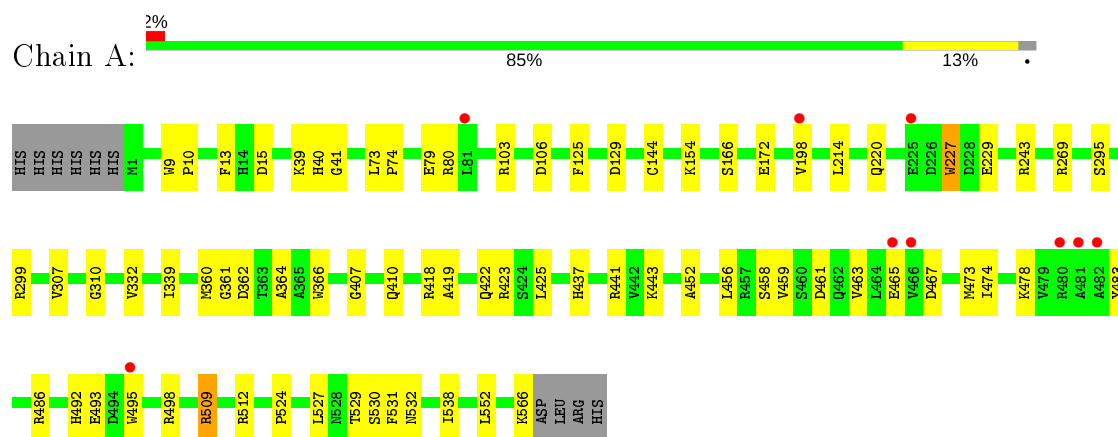 2%
Chain A:
85% 13% •
HIS HIS HIS HIS HIS HIS M1 W9 P10 F13 H14 D15 K39 H40 G41 L73 P74 E79 R80 L81 R103 D106 F125 D129 C144 K154 S166 E172 V198 L214 Q220 E225 D226 W227 D228 E229 R243 R269 S295
R299 V307 G310 V332 I339 M360 G361 D362 T363 A364 A365 W366 G407 Q410 R418 A419 Q422 R423 S424 L425 H437 R441 V442 K443 A452 L456 R457 S458 V459 S460 D461 Q462 V463 L464 E465 V466 D467 M473 I474 K478 V479 R480 A481 A482 Y483
R486 H492 E493 D494 W495 R498 R509 R512 P524 L527 N528 T529 S530 F531 N532 I538 L552 K566 ASP LEU ARG HIS